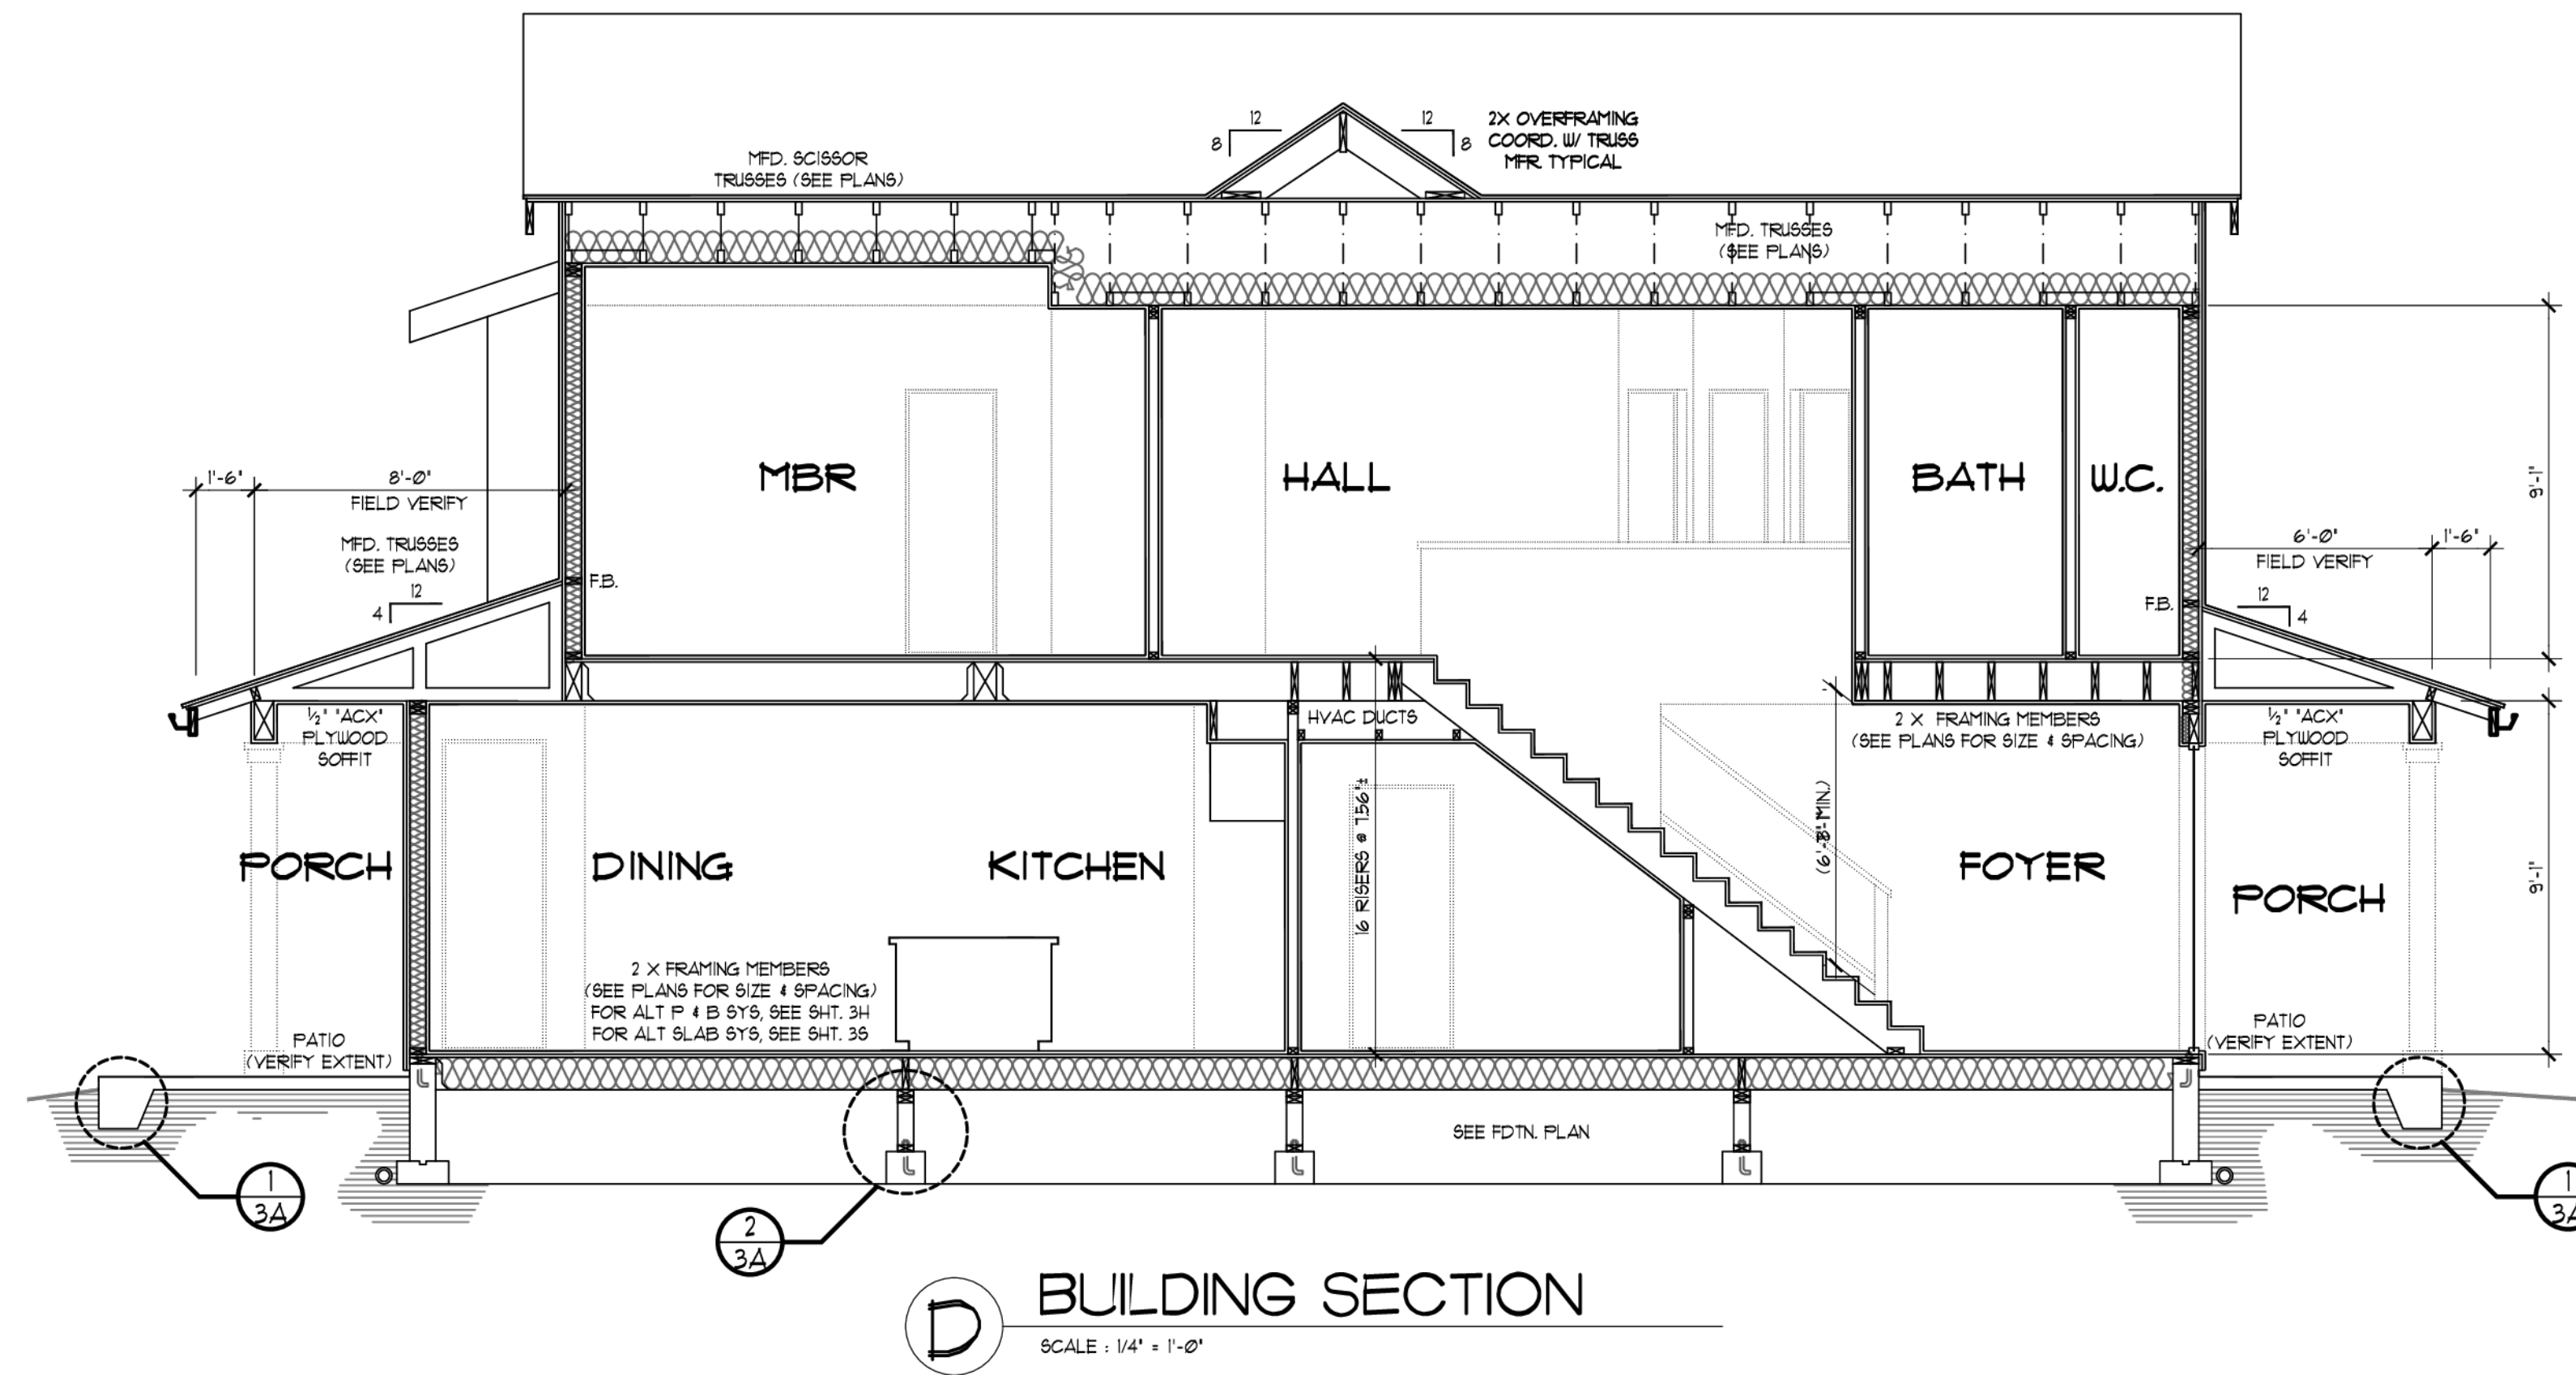 12
12
8
8
2X OVERFRAMING
COORD. W/ TRUSS
MFR. TYPICAL
MFD. SCISSOR
TRUSSES (SEE PLANS)
MFD. TRUSSES
(SEE PLANS)
MBR
HALL
BATH
W.C.
1'-6"
8'-0"
FIELD VERIFY
MFD. TRUSSES
(SEE PLANS)
12
4
F.B.
9'-1"
6'-0"
1'-6"
FIELD VERIFY
F.B.
12
4
1/2" "ACX"
PLYWOOD
SOFFIT
HVAC DUCTS
2 X FRAMING MEMBERS
(SEE PLANS FOR SIZE & SPACING)
1/2" "ACX"
PLYWOOD
SOFFIT
16 RISERS @ 7.56"±
(6'-8" MIN.)
9'-1"
PORCH
DINING
KITCHEN
FOYER
PORCH
2 X FRAMING MEMBERS
(SEE PLANS FOR SIZE & SPACING)
FOR ALT P & B SYS, SEE SHT. 3H
FOR ALT SLAB SYS, SEE SHT. 3S
PATIO
(VERIFY EXTENT)
PATIO
(VERIFY EXTENT)
SEE FDTN. PLAN
1
3A
2
3A
1
3A
D
BUILDING SECTION
SCALE : 1/4" = 1'-0"